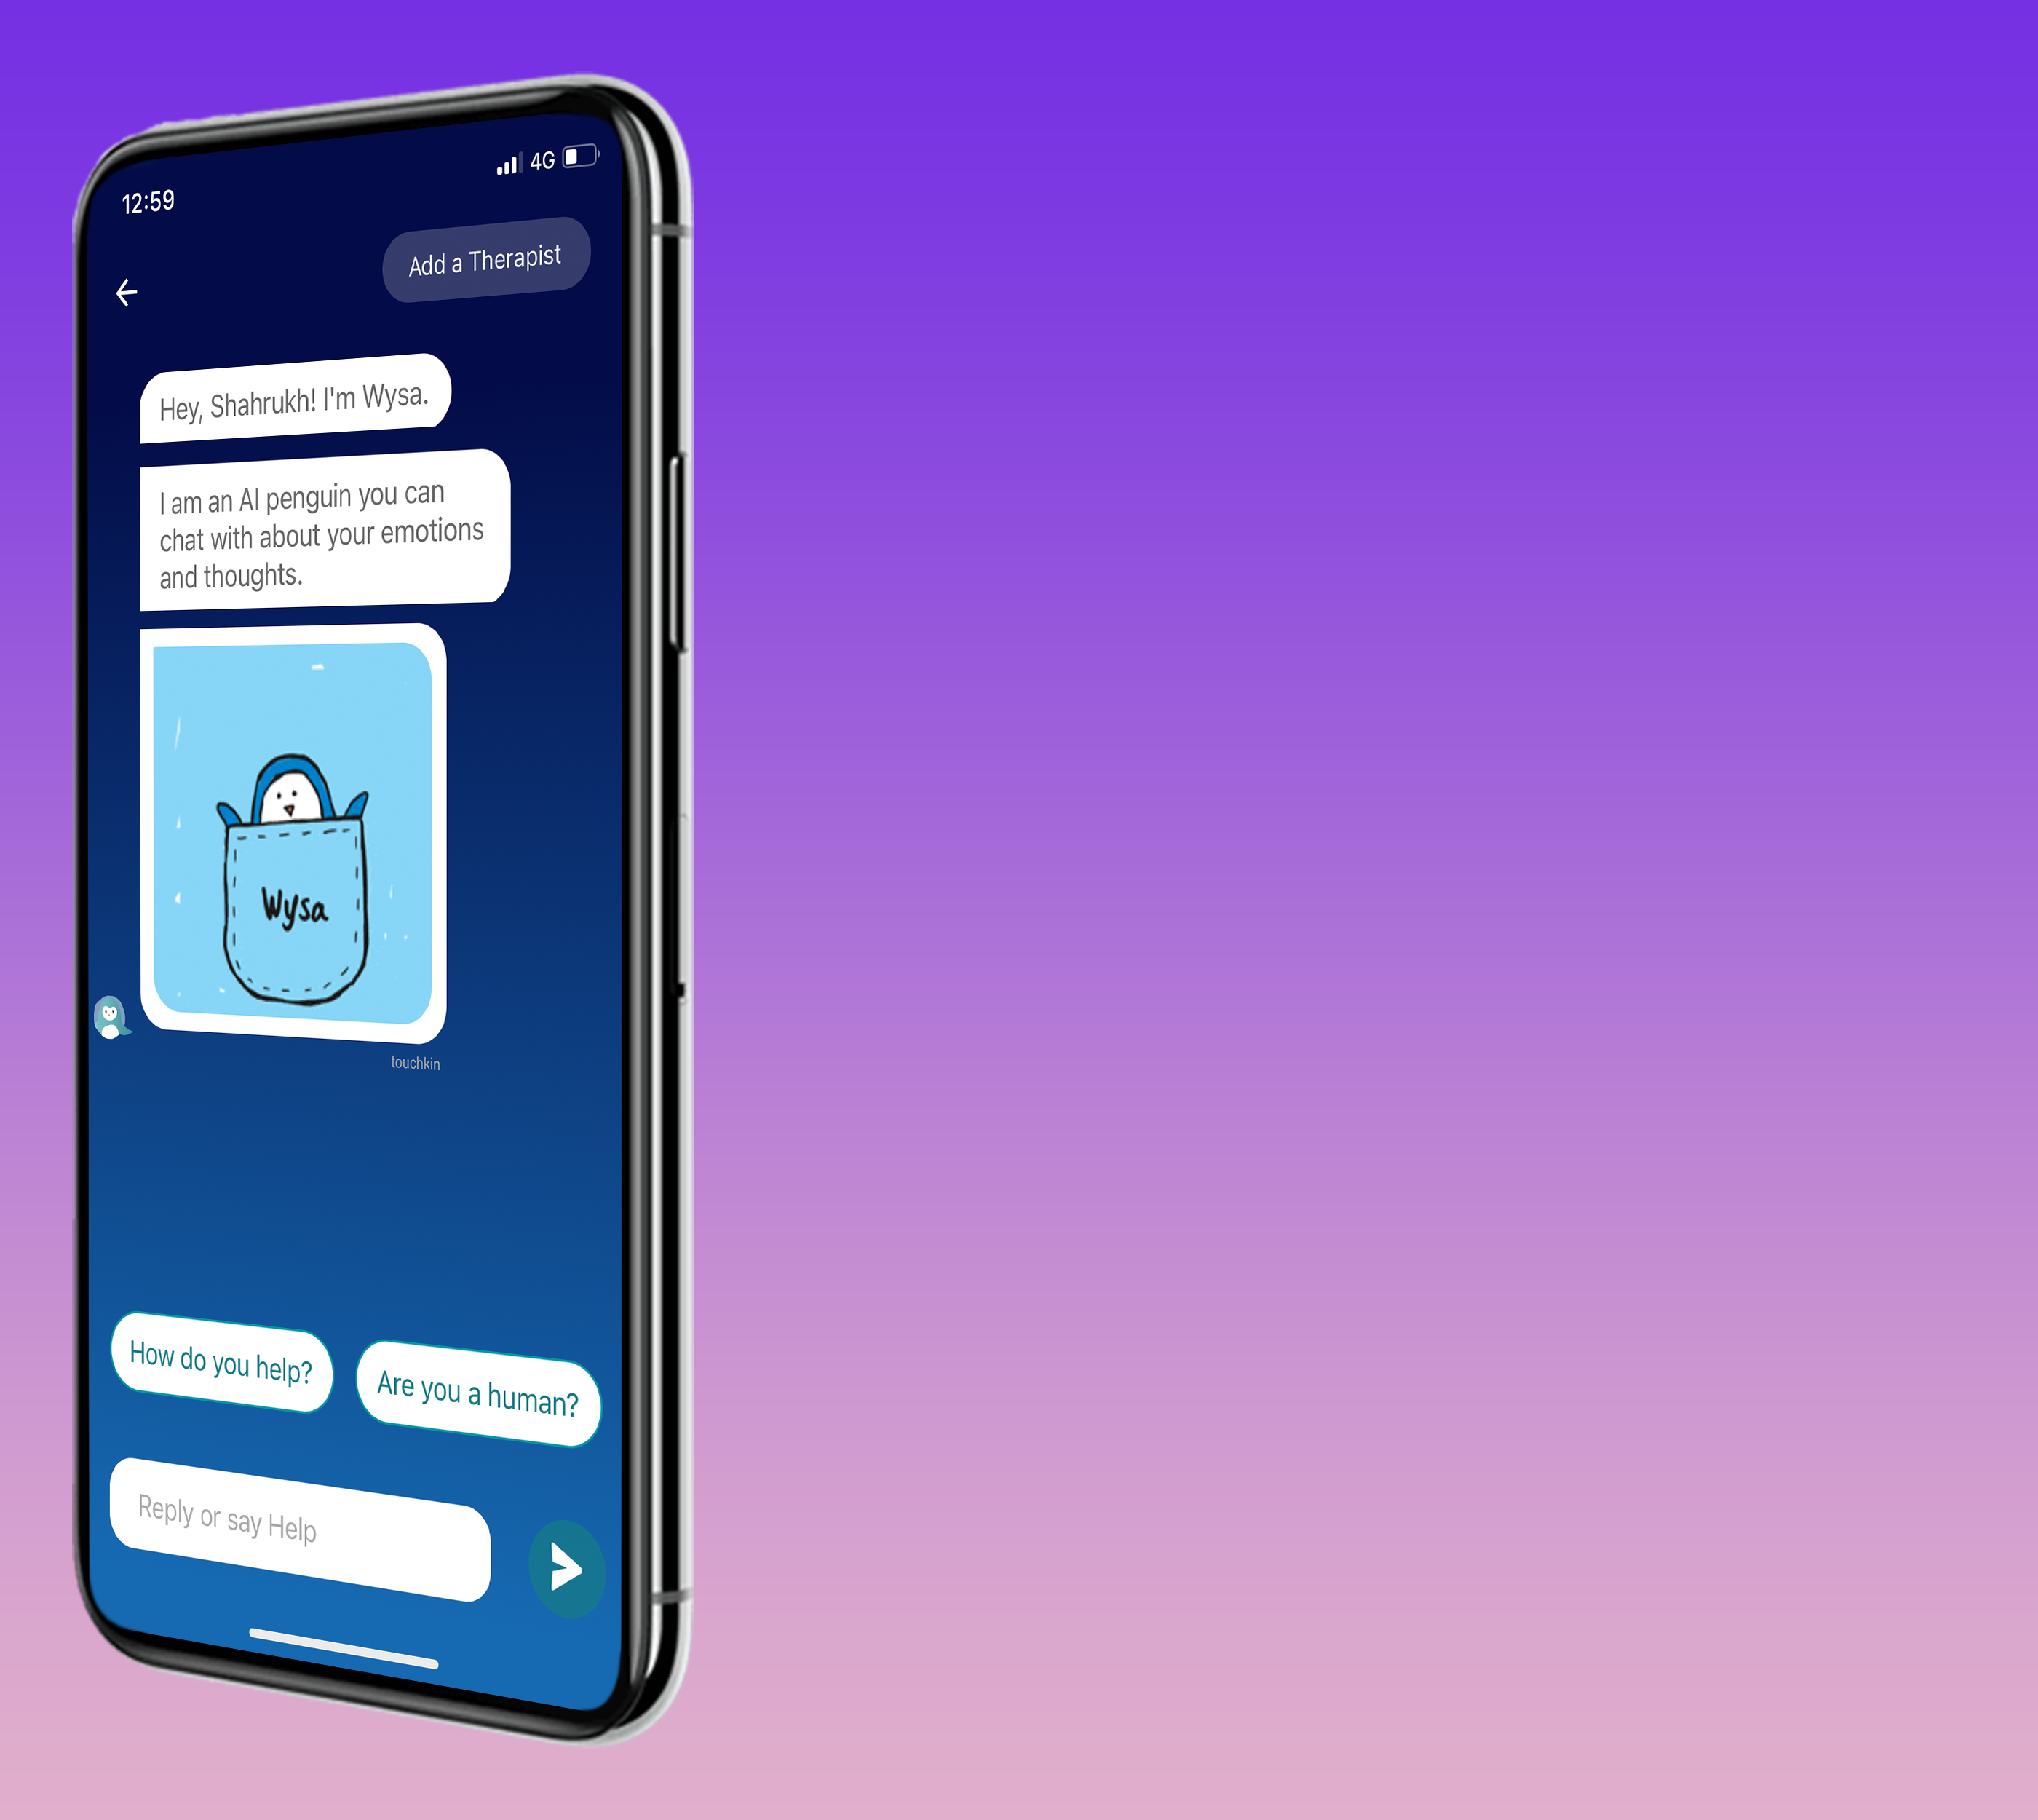 12:59
4G
Add a Therapist
Hey, Shahrukh! I'm Wysa.
I am an AI penguin you can
chat with about your emotions
and thoughts.
Wysa
touchkin
How do you help?
Are you a human?
Reply or say Help